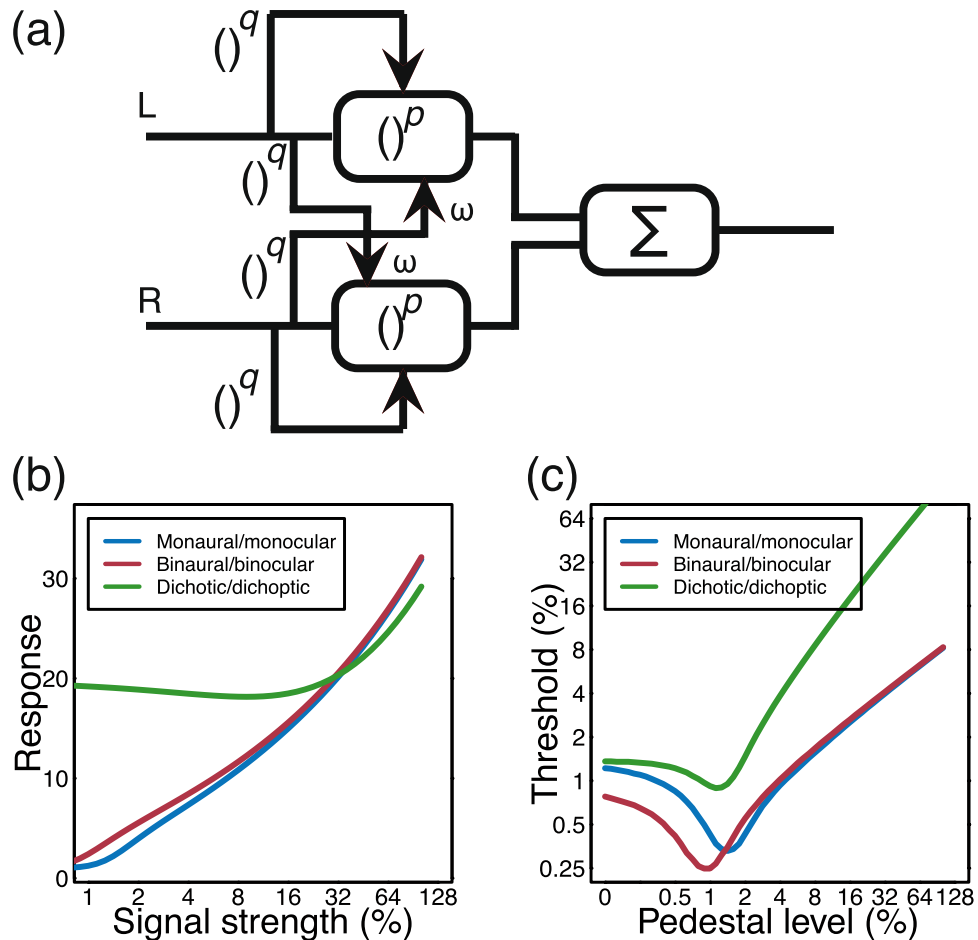 (a)
()q
L
()p
()q
ω
Σ
()q
ω
R
()p
()q
(b)
Monaural/monocular
Binaural/binocular
Dichotic/dichoptic
Response
30
20
10
0
1 2 4 8 16 32 64 128
Signal strength (%)
(c)
Monaural/monocular
Binaural/binocular
Dichotic/dichoptic
Threshold (%)
64
32
16
8
4
2
1
0.5
0.25
0 0.5 1 2 4 8 16 32 64 128
Pedestal level (%)